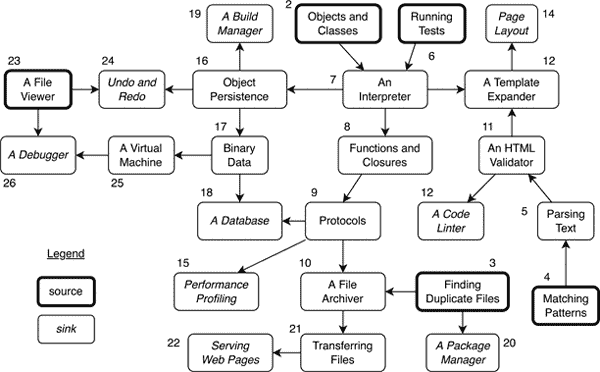 19
A Build
Manager
2
Objects and
Classes
Running
Tests
14
Page
Layout
23
A File
Viewer
24
Undo and
Redo
16
Object
Persistence
7
An
Interpreter
6
12
A Template
Expander
26
A Debugger
25
A Virtual
Machine
17
Binary
Data
8
Functions and
Closures
11
An HTML
Validator
18
A Database
9
Protocols
12
A Code
Linter
5
Parsing
Text
Legend
source
sink
15
Performance
Profiling
10
A File
Archiver
3
Finding
Duplicate Files
4
Matching
Patterns
22
Serving
Web Pages
21
Transferring
Files
20
A Package
Manager